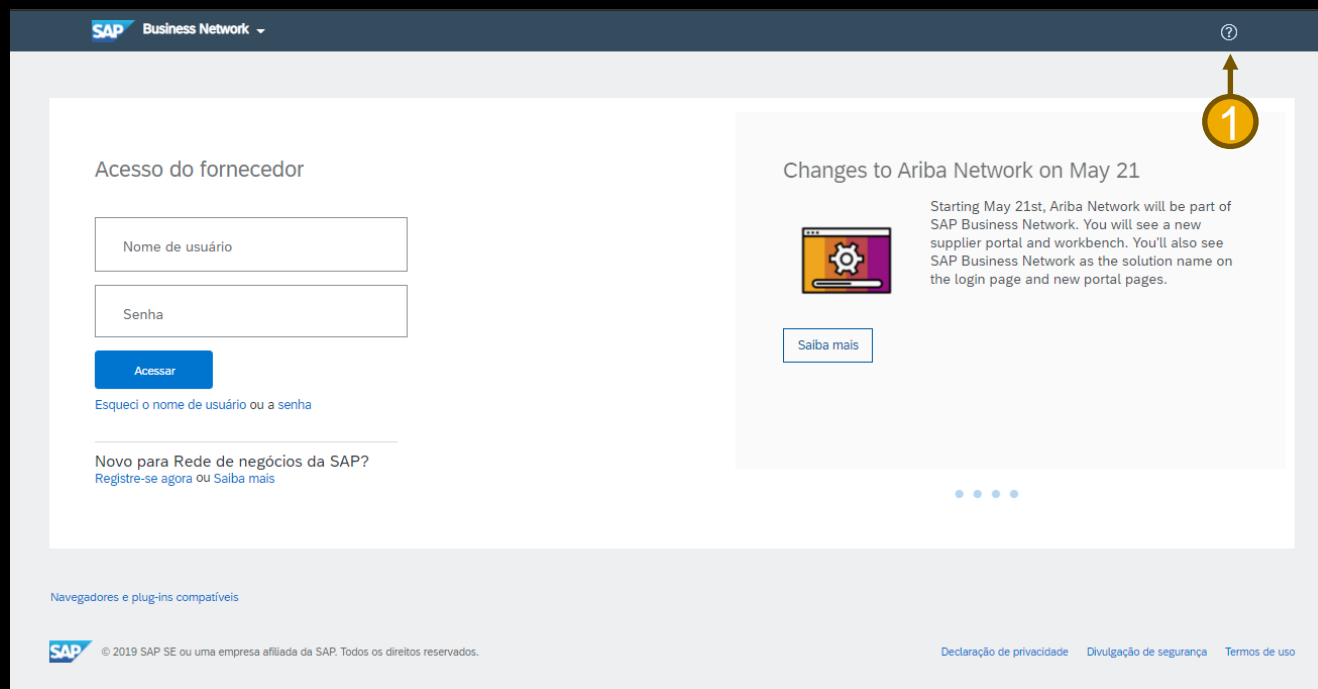 SAP Business Network
?
1
Acesso do fornecedor
Nome de usuário
Senha
Acessar
Esqueci o nome de usuário ou a senha
Novo para Rede de negócios da SAP?
Registre-se agora ou Saiba mais
Changes to Ariba Network on May 21
Starting May 21st, Ariba Network will be part of
SAP Business Network. You will see a new
supplier portal and workbench. You'll also see
SAP Business Network as the solution name on
the login page and new portal pages.
Saiba mais
Navegadores e plug-ins compatíveis
SAP © 2019 SAP SE ou uma empresa afiliada da SAP. Todos os direitos reservados.
Declaração de privacidade Divulgação de segurança Termos de uso